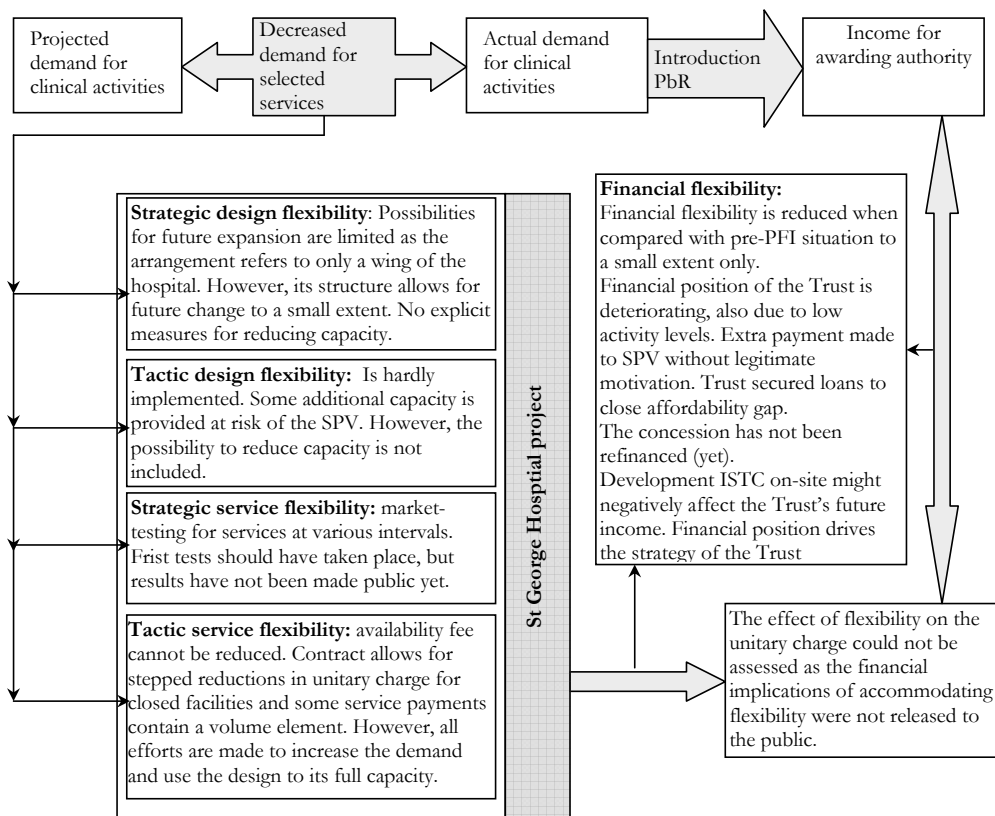 Projected
demand for
clinical activities
Decreased
demand for
selected
services
Actual demand
for clinical
activities
Introduction
PbR
Income for
awarding authority
Strategic design flexibility: Possibilities
for future expansion are limited as the
arrangement refers to only a wing of the
hospital. However, its structure allows for
future change to a small extent. No explicit
measures for reducing capacity.
Tactic design flexibility: Is hardly
implemented. Some additional capacity is
provided at risk of the SPV. However, the
possibility to reduce capacity is not
included.
Strategic service flexibility: market-
testing for services at various intervals.
Frist tests should have taken place, but
results have not been made public yet.
Tactic service flexibility: availability fee
cannot be reduced. Contract allows for
stepped reductions in unitary charge for
closed facilities and some service payments
contain a volume element. However, all
efforts are made to increase the demand
and use the design to its full capacity.
St George Hosptial project
Financial flexibility:
Financial flexibility is reduced when
compared with pre-PFI situation to
a small extent only.
Financial position of the Trust is
deteriorating, also due to low
activity levels. Extra payment made
to SPV without legitimate
motivation. Trust secured loans to
close affordability gap.
The concession has not been
refinanced (yet).
Development ISTC on-site might
negatively affect the Trust's future
income. Financial position drives
the strategy of the Trust
The effect of flexibility on the
unitary charge could not be
assessed as the financial
implications of accommodating
flexibility were not released to
the public.